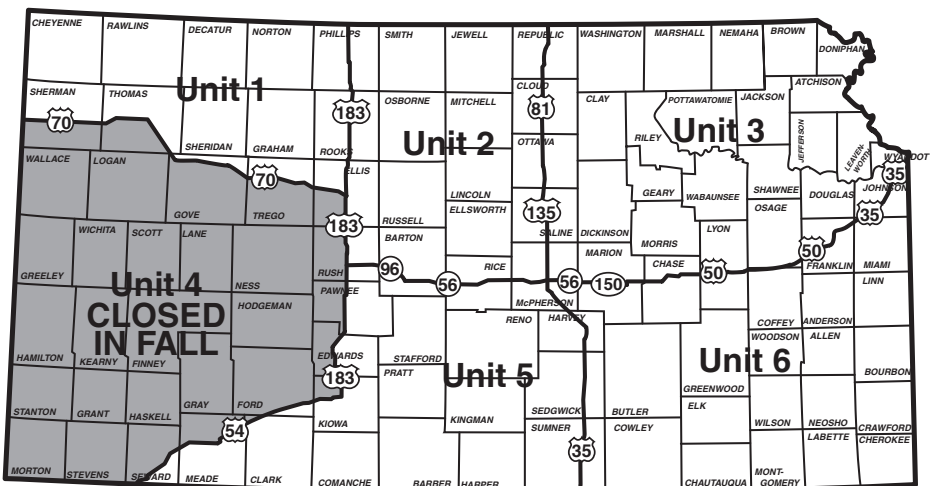 CHEYENNE
RAWLINS
DECATUR
NORTON
PHILLIPS
SMITH
JEWELL
REPUBLIC
WASHINGTON
MARSHALL
NEMAHA
BROWN
DONIPHAN
SHERMAN
THOMAS
Unit 1
SHERIDAN
GRAHAM
ROOKS
183
OSBORNE
MITCHELL
CLOUD
81
CLAY
RILEY
POTTAWATOMIE
JACKSON
ATCHISON
Unit 2
Unit 3
OTTAWA
JEFFERSON
LEAVEN-
WORTH
WYANDOT
35
70
WALLACE
LOGAN
GOVE
TREGO
70
ELLIS
183
RUSSELL
LINCOLN
ELLSWORTH
135
SALINE
DICKINSON
GEARY
WABAUNSEE
SHAWNEE
OSAGE
DOUGLAS
JOHNSON
35
GREELEY
WICHITA
SCOTT
LANE
NESS
RUSH
BARTON
96
RICE
56
McPHERSON
56
MARION
150
MORRIS
CHASE
LYON
50
50
FRANKLIN
MIAMI
LINN
Unit 4
CLOSED
IN FALL
HODGEMAN
PAWNEE
HAMILTON
KEARNY
FINNEY
EDWARDS
183
STAFFORD
PRATT
RENO
HARVEY
Unit 5
Unit 6
COFFEY
ANDERSON
WOODSON
ALLEN
BOURBON
GREENWOOD
STANTON
GRANT
HASKELL
GRAY
FORD
54
KIOWA
KINGMAN
SEDGWICK
SUMNER
BUTLER
COWLEY
ELK
WILSON
NEOSHO
LABETTE
CRAWFORD
CHEROKEE
MORTON
STEVENS
SEWARD
MEADE
CLARK
COMANCHE
BARBER
HARPER
35
CHAUTAUQUA
MONT-
GOMERY